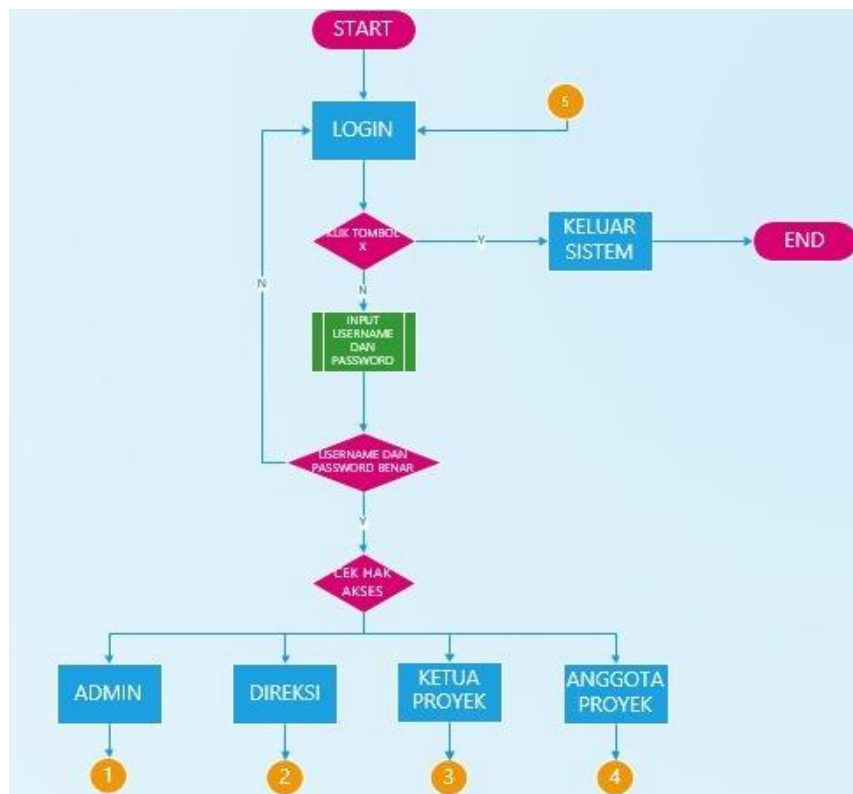 START
5
LOGIN
KLIK TOMBOL
X
Y
KELUAR
SISTEM
END
N
N
INPUT
USERNAME
DAN
PASSWORD
USERNAME DAN
PASSWORD BENAR
Y
CEK HAK
AKSES
ADMIN
DIREKSI
KETUA
PROYEK
ANGGOTA
PROYEK
1
2
3
4